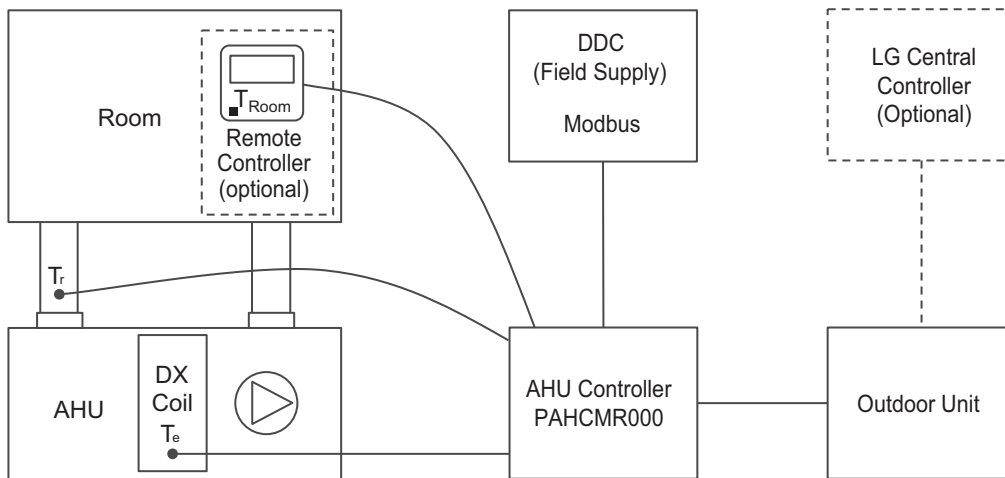 Room
T Room
Remote
Controller
(optional)
DDC
(Field Supply)
Modbus
LG Central
Controller
(Optional)
Tr
AHU
DX
Coil
Te
AHU Controller
PAHCMR000
Outdoor Unit